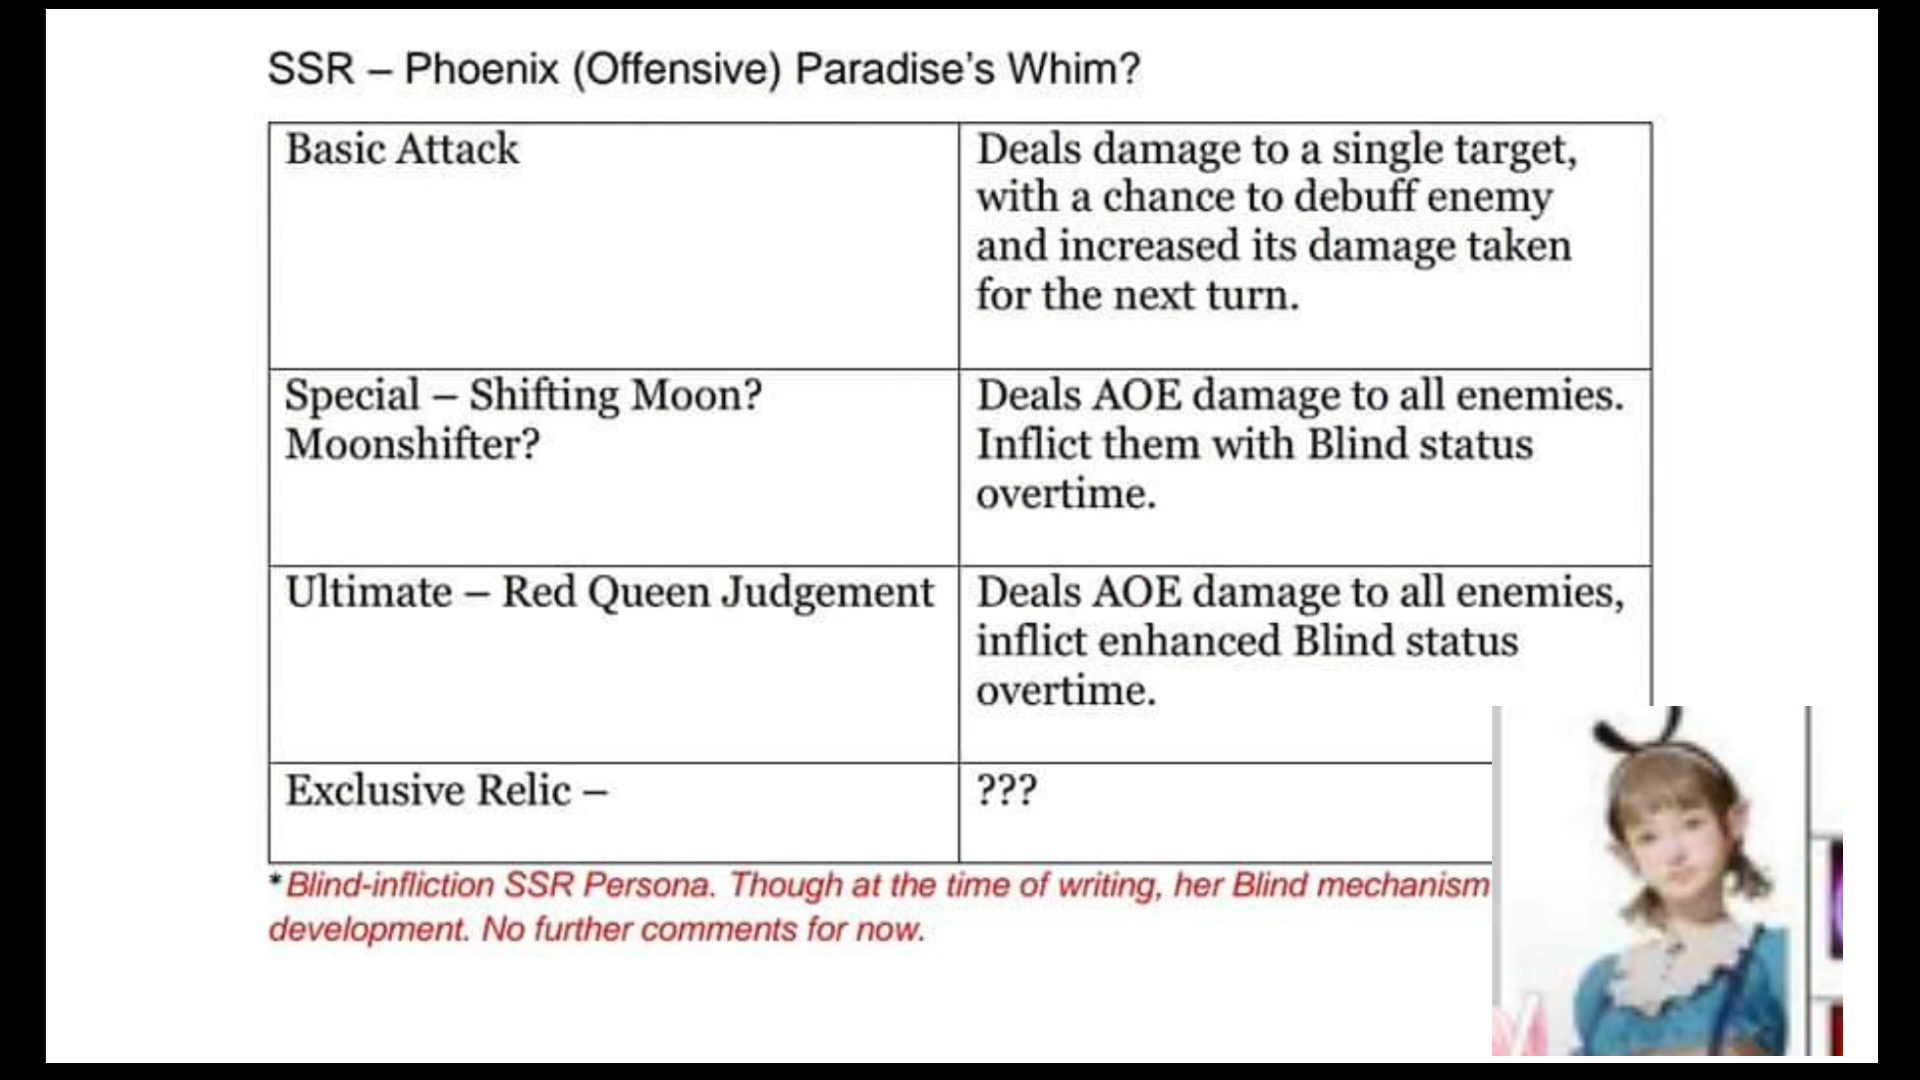 SSR – Phoenix (Offensive) Paradise's Whim?
Basic Attack
Deals damage to a single target,
with a chance to debuff enemy
and increased its damage taken
for the next turn.
Special – Shifting Moon?
Moonshifter?
Deals AOE damage to all enemies.
Inflict them with Blind status
overtime.
Ultimate – Red Queen Judgement
Deals AOE damage to all enemies,
inflict enhanced Blind status
overtime.
Exclusive Relic –
???
*Blind-infliction SSR Persona. Though at the time of writing, her Blind mechanism
development. No further comments for now.